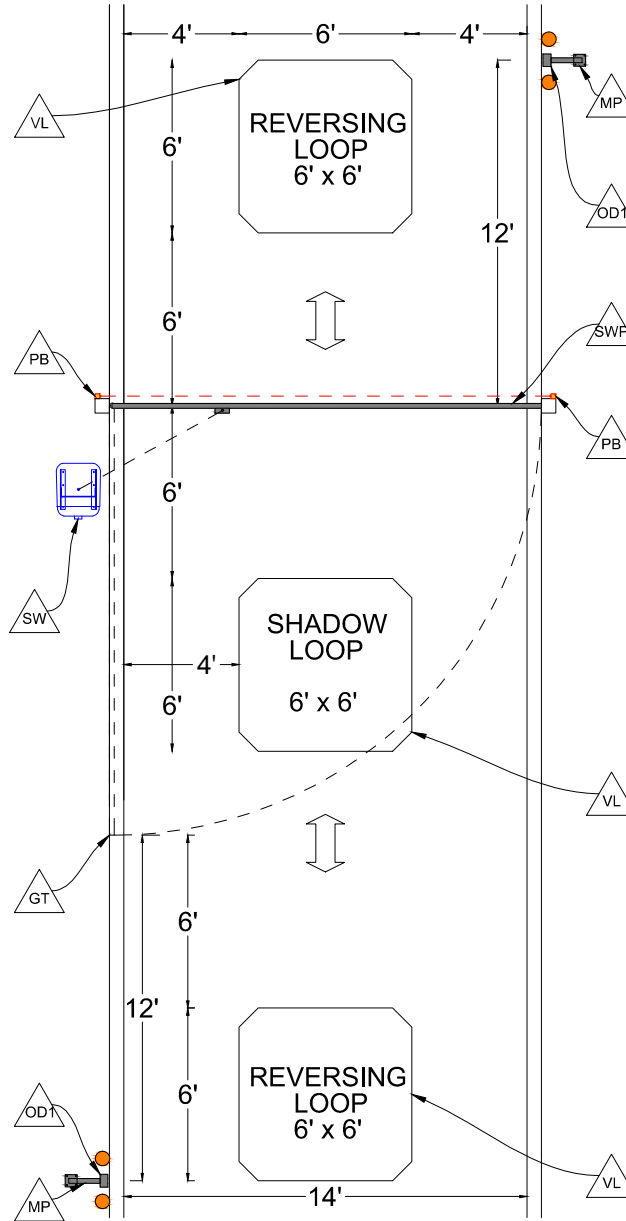 4' 6' 4'
VL
REVERSING
LOOP
6' x 6'
MP
6'
OD1
12'
6'
SWP
PB
PB
6'
SW
SHADOW
LOOP
6' x 6'
4'
6'
VL
GT
6'
12'
REVERSING
LOOP
6' x 6'
6'
OD1
VL
MP
14'